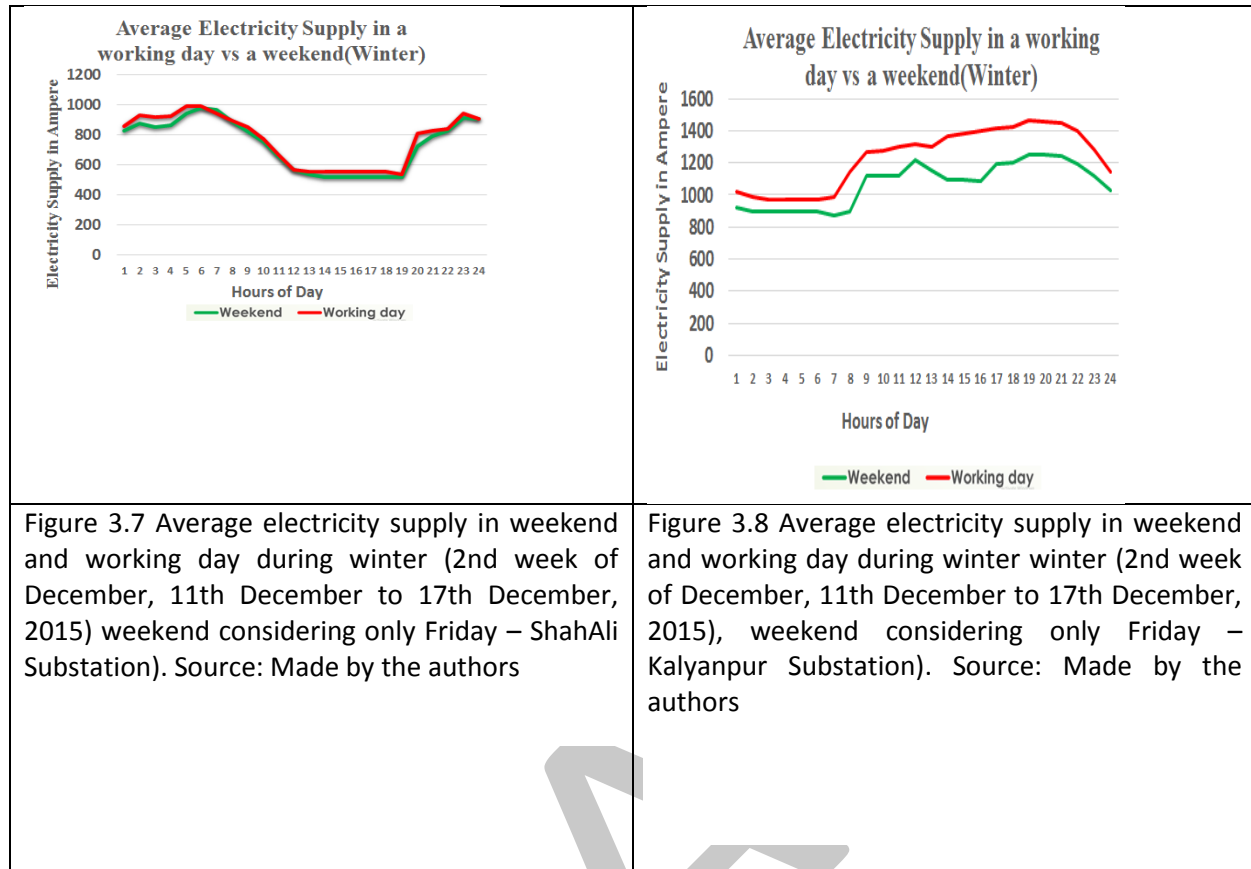 Average Electricity Supply in a
working day vs a weekend(Winter)
Electricity Supply in Ampere
1200
1000
800
600
400
200
0
1 2 3 4 5 6 7 8 9 10 11 12 13 14 15 16 17 18 19 20 21 22 23 24
Hours of Day
Weekend Working day
Figure 3.7 Average electricity supply in weekend
and working day during winter (2nd week of
December, 11th December to 17th December,
2015) weekend considering only Friday – ShahAli
Substation). Source: Made by the authors
Average Electricity Supply in a working
day vs a weekend(Winter)
Electricity Supply in Ampere
1600
1400
1200
1000
800
600
400
200
0
1 2 3 4 5 6 7 8 9 10 11 12 13 14 15 16 17 18 19 20 21 22 23 24
Hours of Day
Weekend Working day
Figure 3.8 Average electricity supply in weekend
and working day during winter winter (2nd week
of December, 11th December to 17th December,
2015), weekend considering only Friday –
Kalyanpur Substation). Source: Made by the
authors